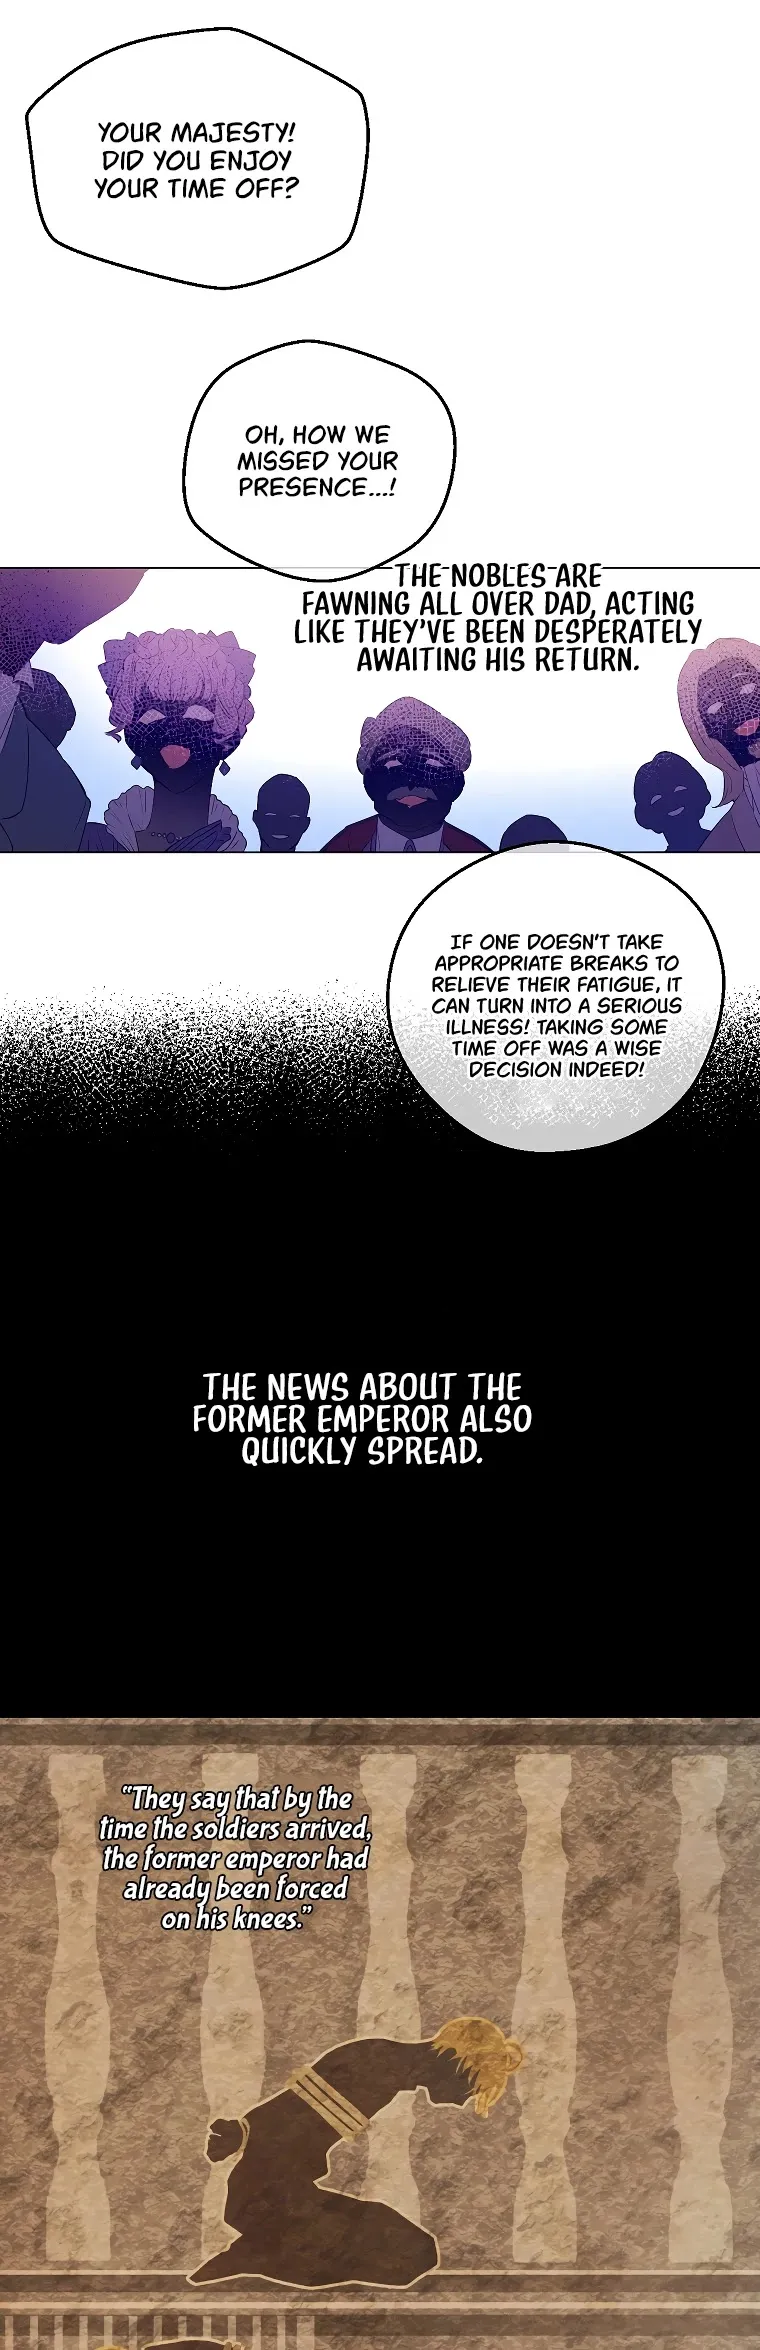 YOUR MAJESTY!
DID YOU ENJOY
YOUR TIME OFF?
OH, HOW WE
MISSED YOUR
PRESENCE...!
THE NOBLES ARE
FAWNING ALL OVER DAD, ACTING
LIKE THEY'VE BEEN DESPERATELY
AWAITING HIS RETURN.
IF ONE DOESN'T TAKE
APPROPRIATE BREAKS TO
RELIEVE THEIR FATIGUE, IT
CAN TURN INTO A SERIOUS
ILLNESS! TAKING SOME
TIME OFF WAS A WISE
DECISION INDEED!
THE NEWS ABOUT THE
FORMER EMPEROR ALSO
QUICKLY SPREAD.
"They say that by the
time the soldiers arrived,
the former emperor had
already been forced
on his knees."